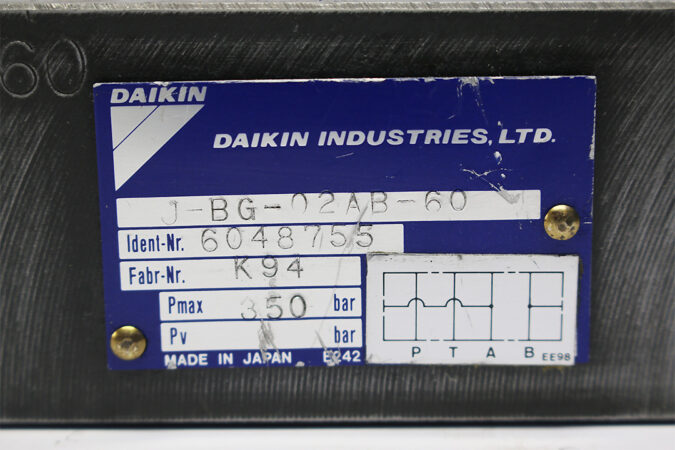 60
DAIKIN
DAIKIN INDUSTRIES, LTD.
J-BG-02AB-60
Ident-Nr. 6048755
Fabr-Nr. K94
Pmax 350 bar
Pv bar
MADE IN JAPAN E242
P T A B EE98